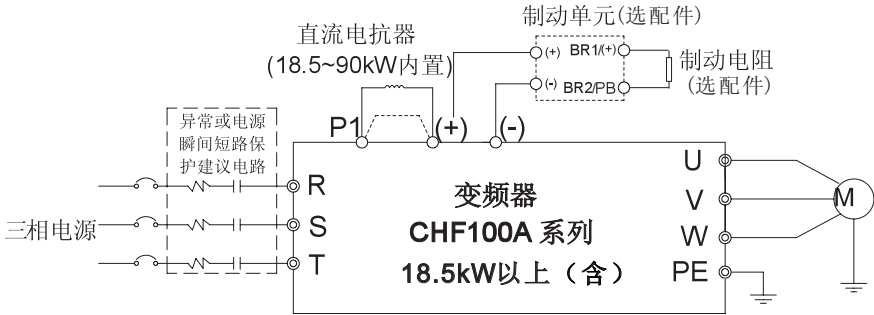 制动单元(选配件)
直流电抗器
(18.5~90kW内置)
(+)
BR1/(+)
(-)
BR2/PB
制动电阻
(选配件)
异常或电源
瞬间短路保
护建议电路
P1
(+)
(-)
三相电源
R
S
T
变频器
CHF100A 系列
18.5kW以上（含）
U
V
W
PE
M